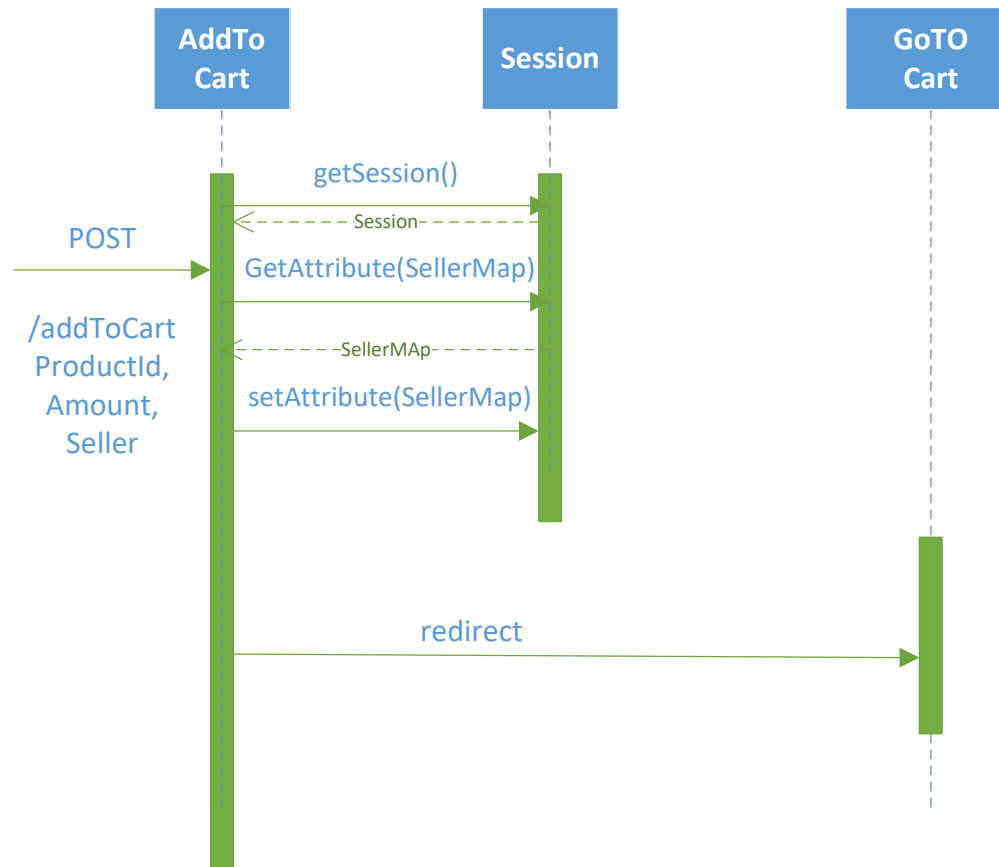 AddTo
Cart
Session
GoTO
Cart
getSession()
Session
POST
GetAttribute(SellerMap)
/addToCart
ProductId,
Amount,
Seller
SellerMAp
setAttribute(SellerMap)
redirect